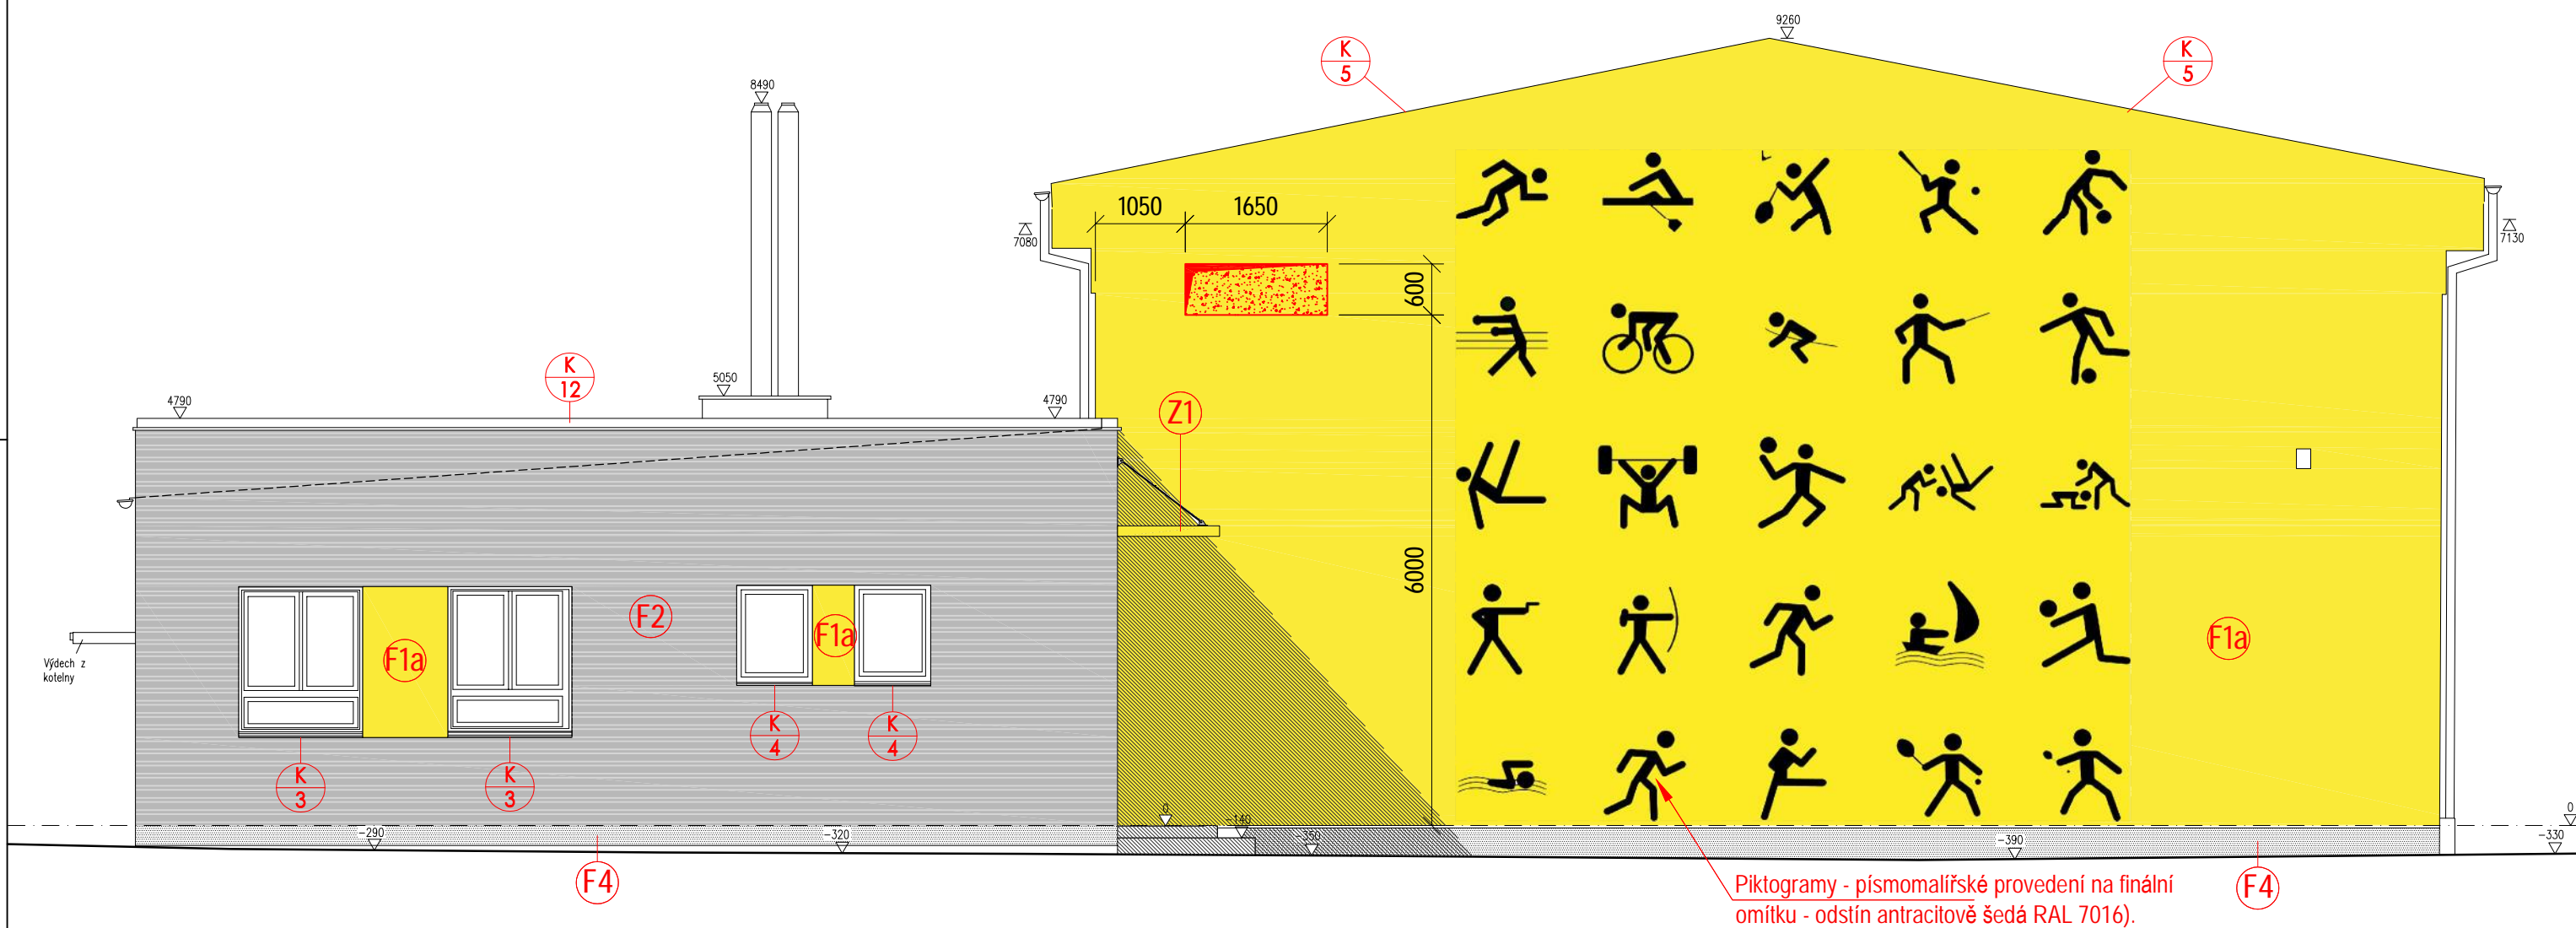 9260
K
5
K
5
8490
1050
1650
7080
7130
600
K
12
5050
4790
4790
Z1
6000
F2
F1a
F1a
F1a
Výdech z
kotelny
K
4
K
4
K
3
K
3
0
0
-290
-320
-140
-350
-390
-330
F4
F4
Piktogramy - písmomalířské provedení na finální
omítku - odstín antracitově šedá RAL 7016).